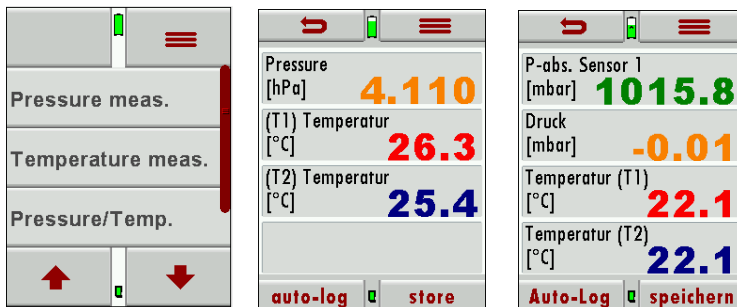 Pressure meas.
Temperature meas.
Pressure/Temp.
Pressure
[hPa] 4.110
(T1) Temperatur
[°C] 26.3
(T2) Temperatur
[°C] 25.4
auto-log store
P-abs. Sensor 1
[mbar] 1015.8
Druck
[mbar] -0.01
Temperatur (T1)
[°C] 22.1
Temperatur (T2)
[°C] 22.1
Auto-Log speichern